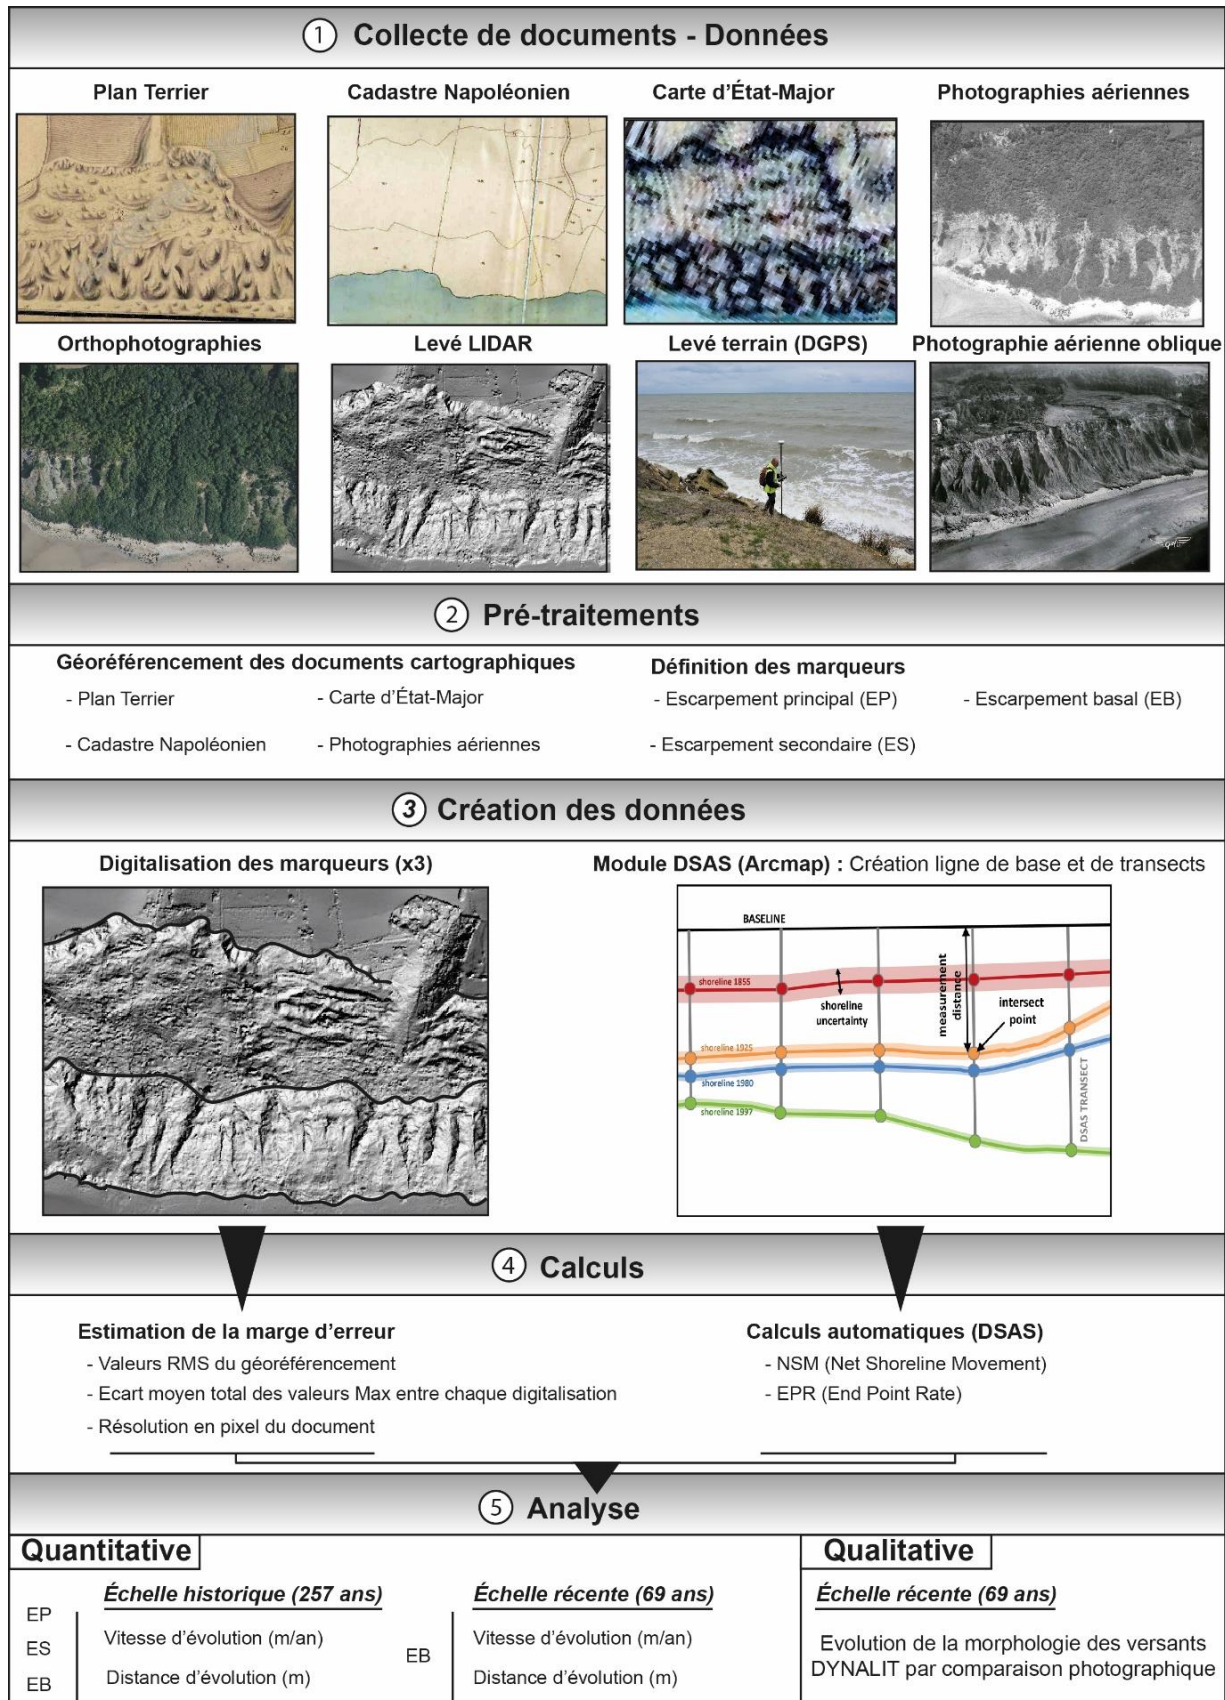 1 Collecte de documents - Données
Plan Terrier
Cadastre Napoléonien
Carte d'État-Major
Photographies aériennes
Orthophotographies
Levé LIDAR
Levé terrain (DGPS)
Photographie aérienne oblique
2 Pré-traitements
Géoréférencement des documents cartographiques
- Plan Terrier
- Carte d'État-Major
- Cadastre Napoléonien
- Photographies aériennes
Définition des marqueurs
- Escarpement principal (EP)
- Escarpement basal (EB)
- Escarpement secondaire (ES)
3 Création des données
Digitalisation des marqueurs (x3)
Module DSAS (Arcmap) : Création ligne de base et de transects
BASELINE
shoreline 1855
shoreline
uncertainty
measurement
distance
intersect
point
shoreline 1925
shoreline 1980
shoreline 1997
DSAS TRANSECT
4 Calculs
Estimation de la marge d'erreur
- Valeurs RMS du géoréférencement
- Ecart moyen total des valeurs Max entre chaque digitalisation
- Résolution en pixel du document
Calculs automatiques (DSAS)
- NSM (Net Shoreline Movement)
- EPR (End Point Rate)
5 Analyse
Quantitative
EP
ES
EB
Échelle historique (257 ans)
Vitesse d'évolution (m/an)
Distance d'évolution (m)
EB
Échelle récente (69 ans)
Vitesse d'évolution (m/an)
Distance d'évolution (m)
Qualitative
Échelle récente (69 ans)
Evolution de la morphologie des versants
DYNALIT par comparaison photographique